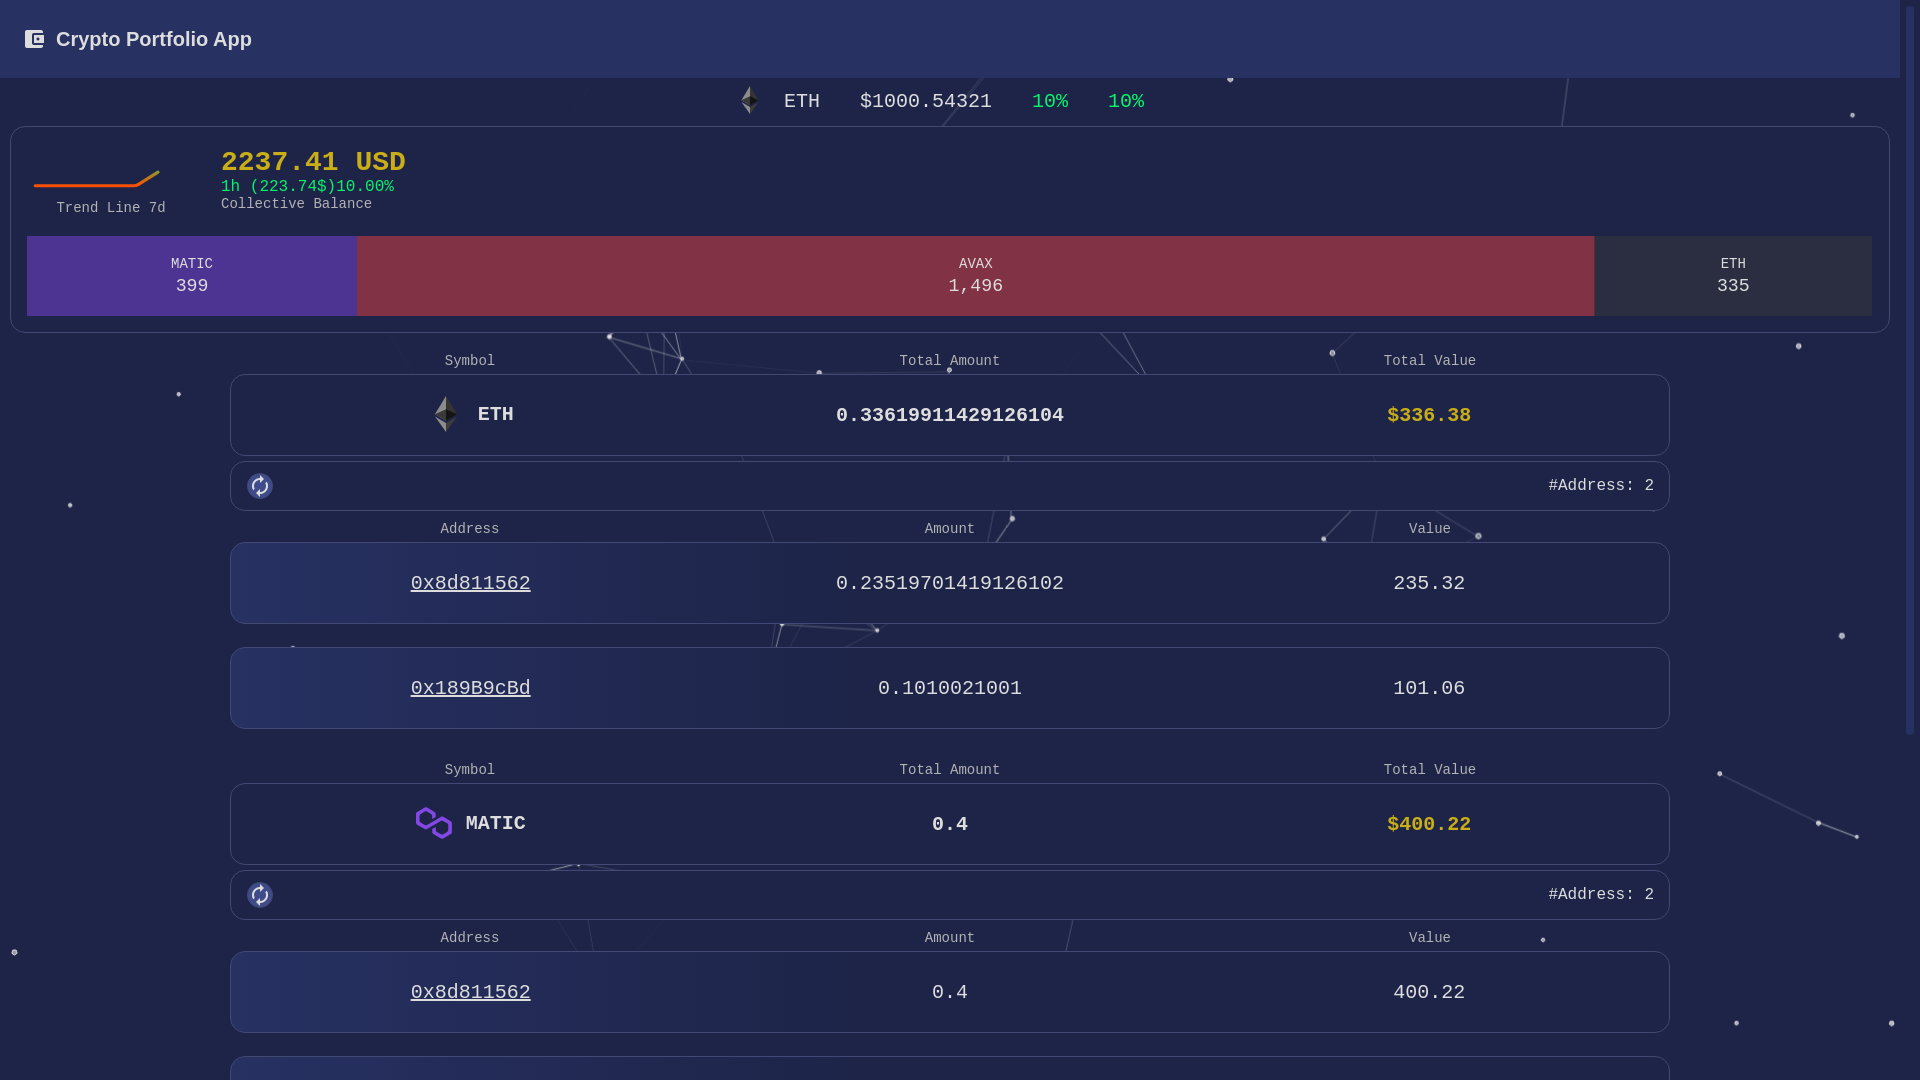 Crypto Portfolio App
ETH $1000.54321 10% 10%
2237.41 USD
1h (223.74$)10.00%
Collective Balance
Trend Line 7d
MATIC AVAX ETH
399 1,496 335
Symbol Total Amount Total Value
ETH 0.33619911429126104 $336.38
#Address: 2
Address Amount Value
0x8d811562 0.23519701419126102 235.32
0x189B9cBd 0.1010021001 101.06
Symbol Total Amount Total Value
MATIC 0.4 $400.22
#Address: 2
Address Amount Value
0x8d811562 0.4 400.22